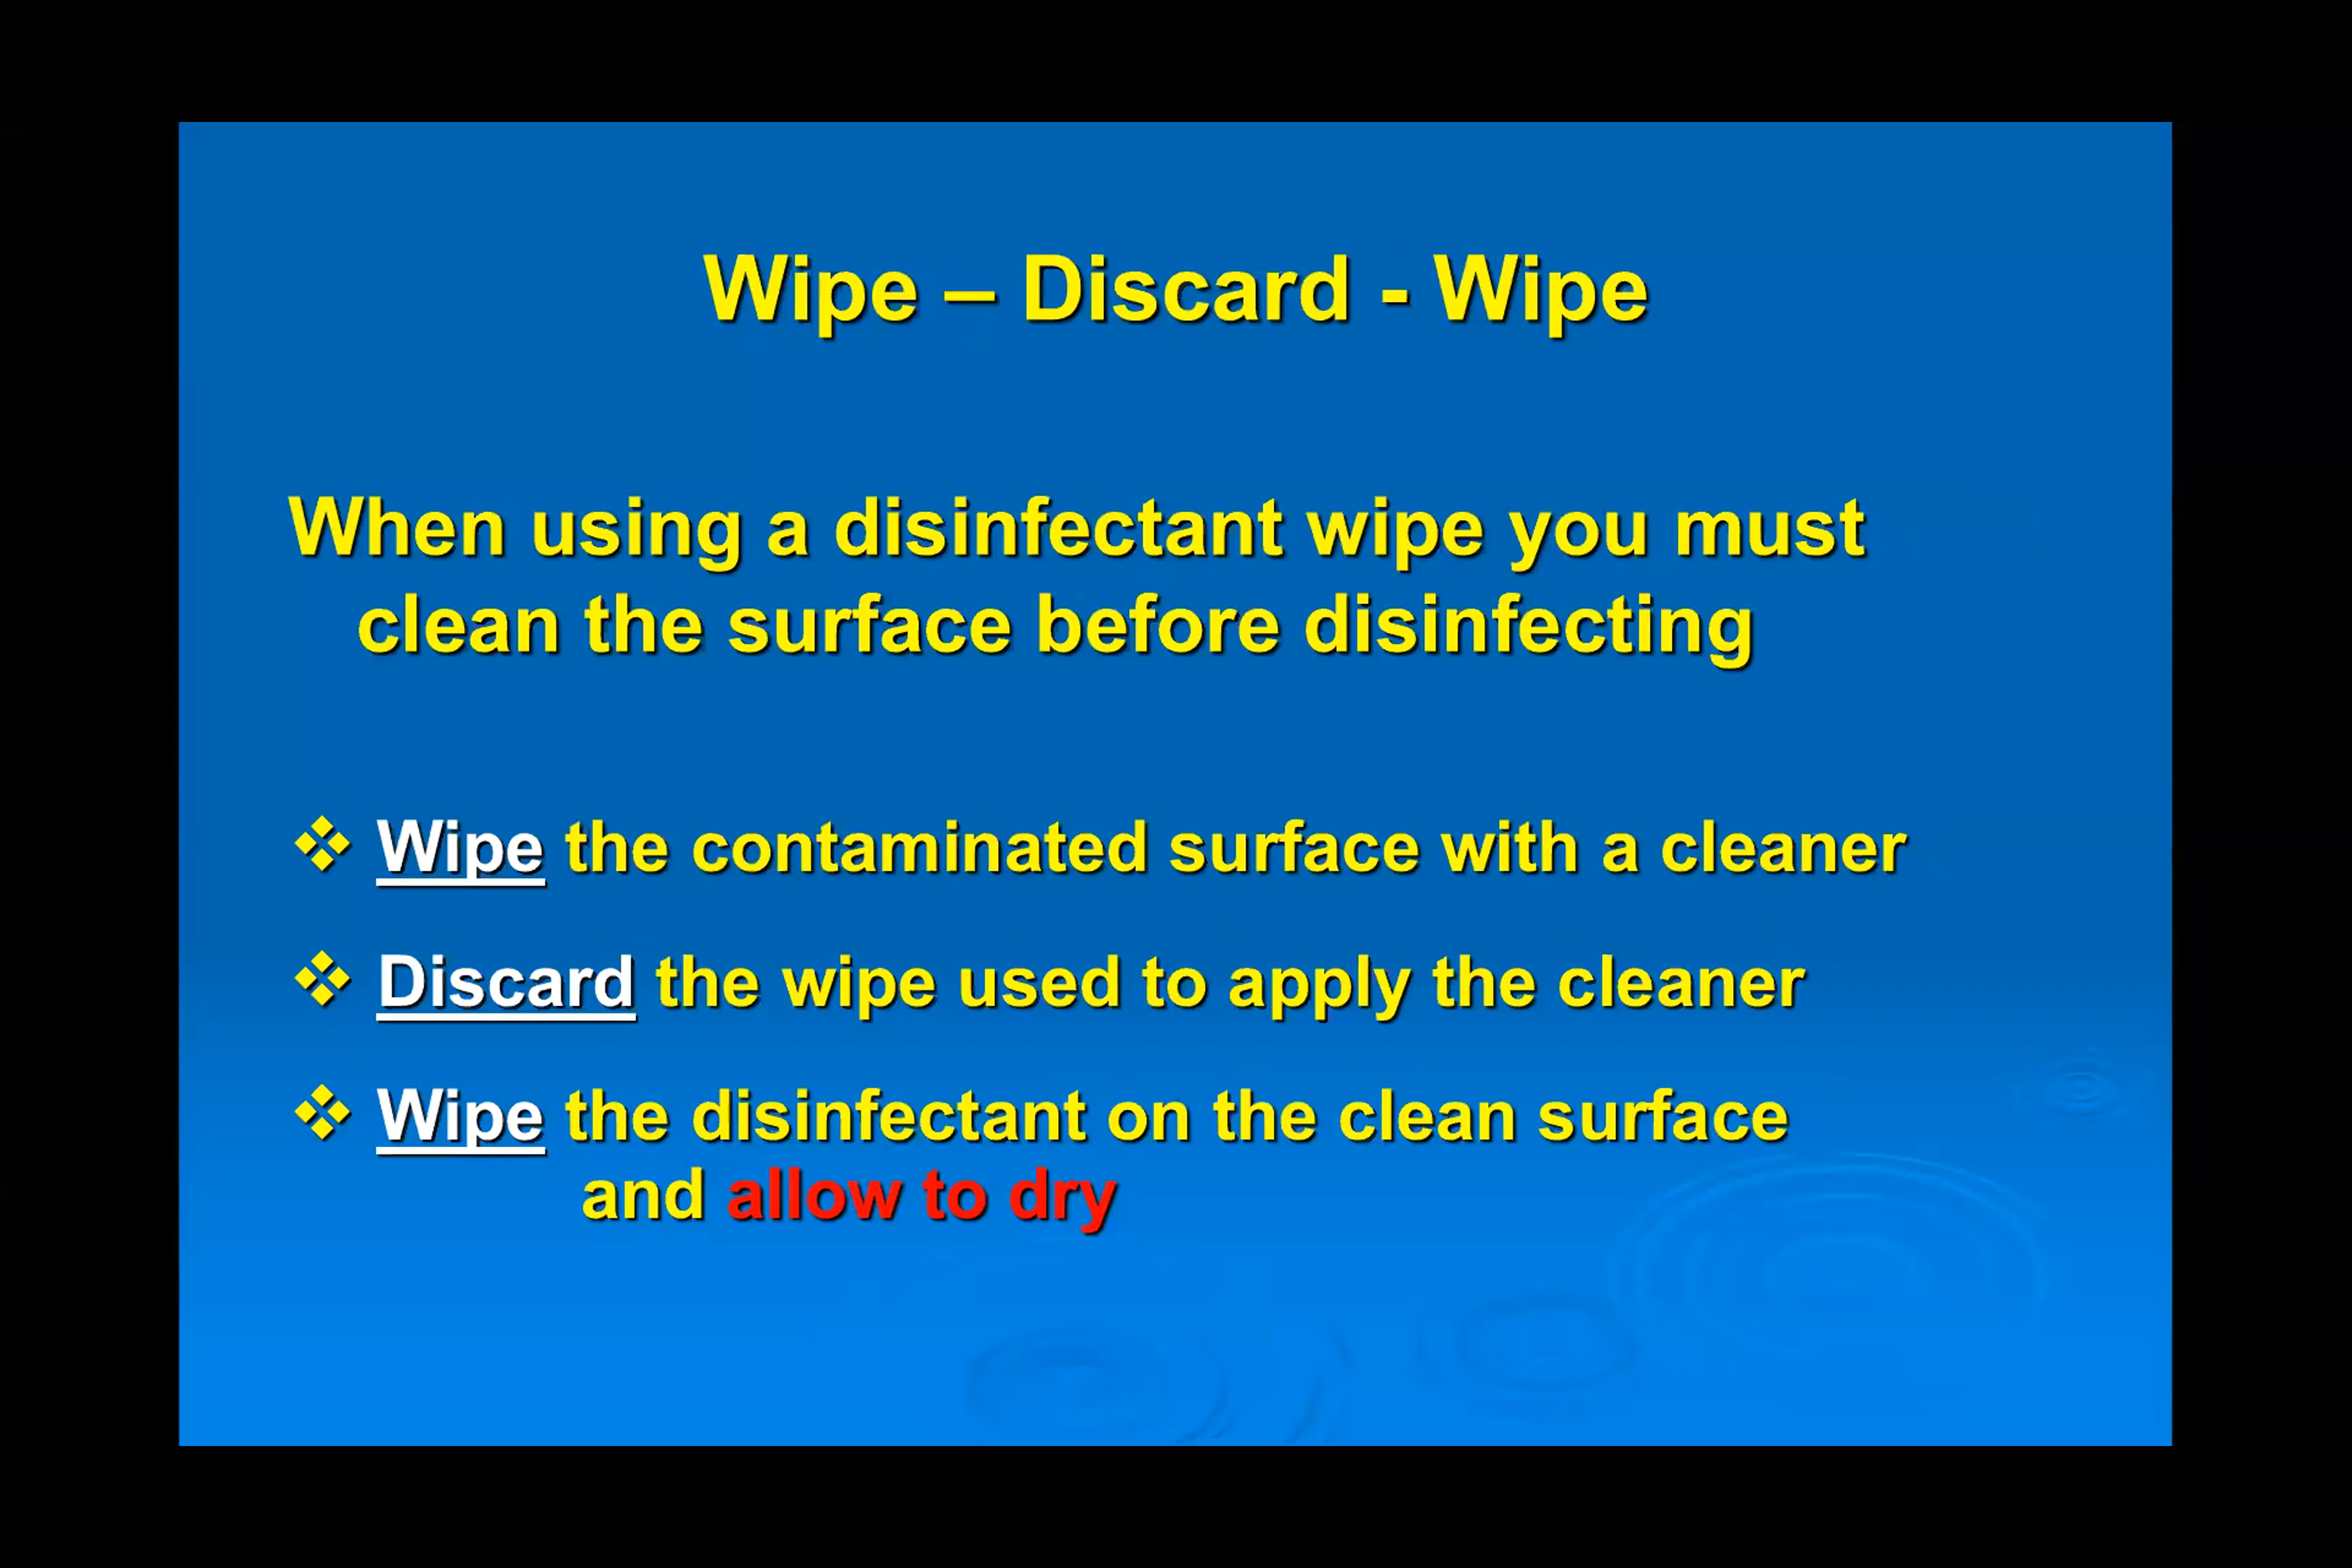 Wipe – Discard - Wipe
When using a disinfectant wipe you must
clean the surface before disinfecting
❖ Wipe the contaminated surface with a cleaner
❖ Discard the wipe used to apply the cleaner
❖ Wipe the disinfectant on the clean surface
and allow to dry